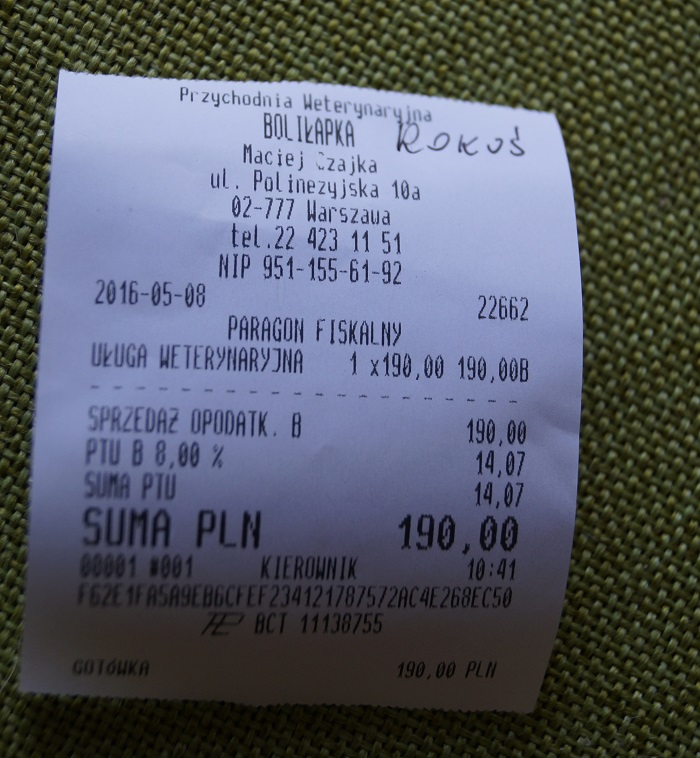 Przychodnia Weterynaryjna
BOLIŁAPKA ROKUŚ
Maciej Czajka
ul. Polinezyjska 10a
02-777 Warszawa
tel.22 423 11 51
NIP 951-155-61-92
2016-05-08 22662
PARAGON FISKALNY
UŁUGA WETERYNARYJNA 1 x190,00 190,00B
SPRZEDAŻ OPODATK. B 190,00
PTU B 8,00 % 14,07
SUMA PTU 14,07
SUMA PLN 190,00
00001 #001 KIEROWNIK 10:41
F62E1FA5A9EB6CFEF234121787572AC4E268EC50
BCT 11138755
GOTÓWKA 190,00 PLN